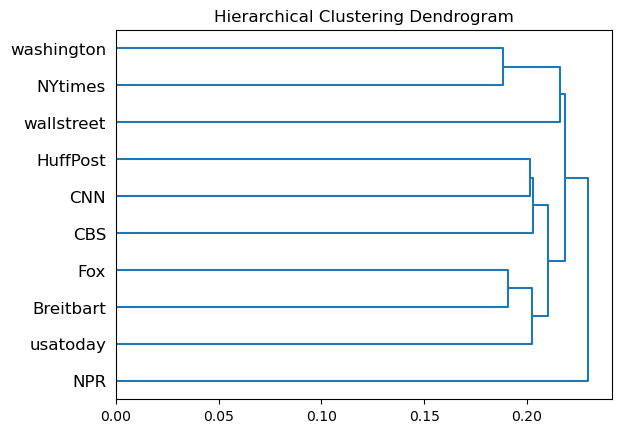 Hierarchical Clustering Dendrogram
washington
NYtimes
wallstreet
HuffPost
CNN
CBS
Fox
Breitbart
usatoday
NPR
0.00 0.05 0.10 0.15 0.20